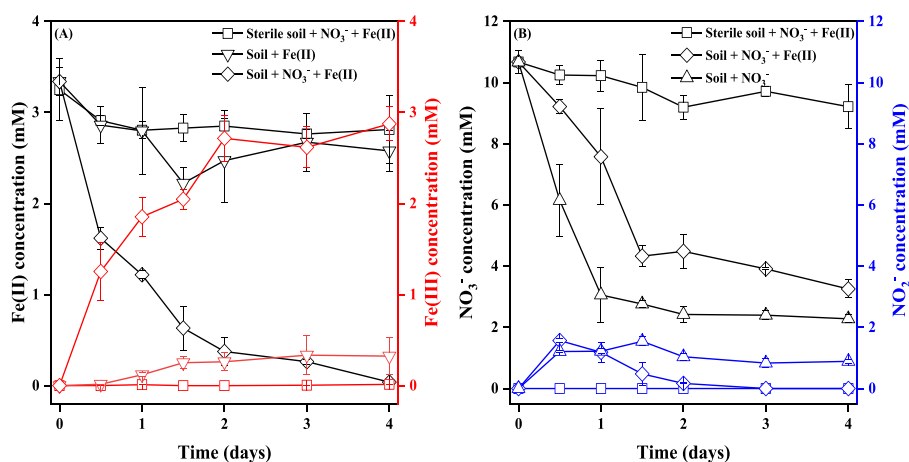 (A)
Sterile soil + NO₃⁻ + Fe(II)
Soil + Fe(II)
Soil + NO₃⁻ + Fe(II)
4
3
2
1
0
Fe(II) concentration (mM)
4
3
2
1
0
Fe(III) concentration (mM)
0 1 2 3 4
Time (days)
(B)
Sterile soil + NO₃⁻ + Fe(II)
Soil + NO₃⁻ + Fe(II)
Soil + NO₃⁻
12
10
8
6
4
2
0
NO₃⁻ concentration (mM)
12
10
8
6
4
2
0
NO₂⁻ concentration (mM)
0 1 2 3 4
Time (days)